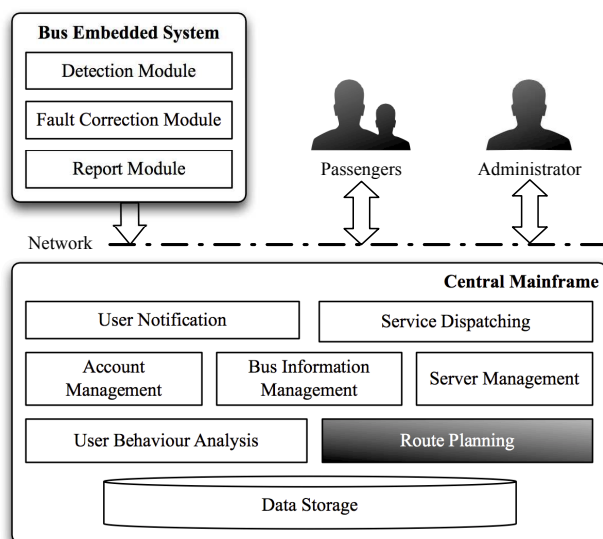 Bus Embedded System
Detection Module
Fault Correction Module
Report Module
Passengers
Administrator
Network
Central Mainframe
User Notification
Service Dispatching
Account
Management
Bus Information
Management
Server Management
User Behaviour Analysis
Route Planning
Data Storage